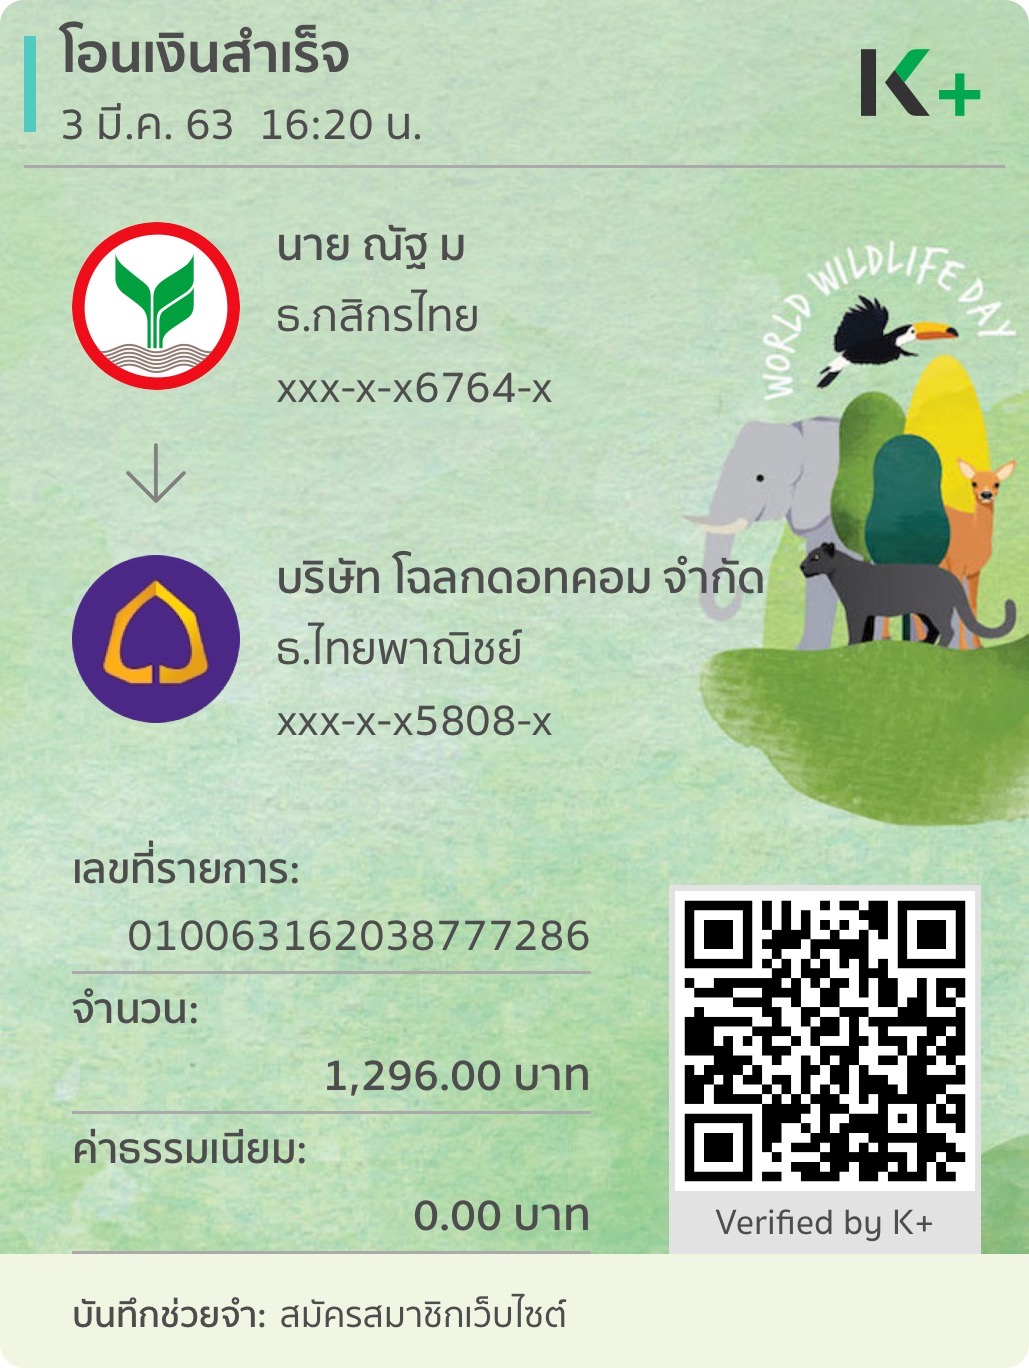 โอนเงินสำเร็จ
3 มี.ค. 63 16:20 น.
K+
นาย ณัฐ ม
ธ.กสิกรไทย
xxx-x-x6764-x
WORLD WILDLIFE DAY
บริษัท โฉลกดอทคอม จำกัด
ธ.ไทยพาณิชย์
xxx-x-x5808-x
เลขที่รายการ:
010063162038777286
จำนวน:
1,296.00 บาท
ค่าธรรมเนียม:
0.00 บาท
Verified by K+
บันทึกช่วยจำ: สมัครสมาชิกเว็บไซต์